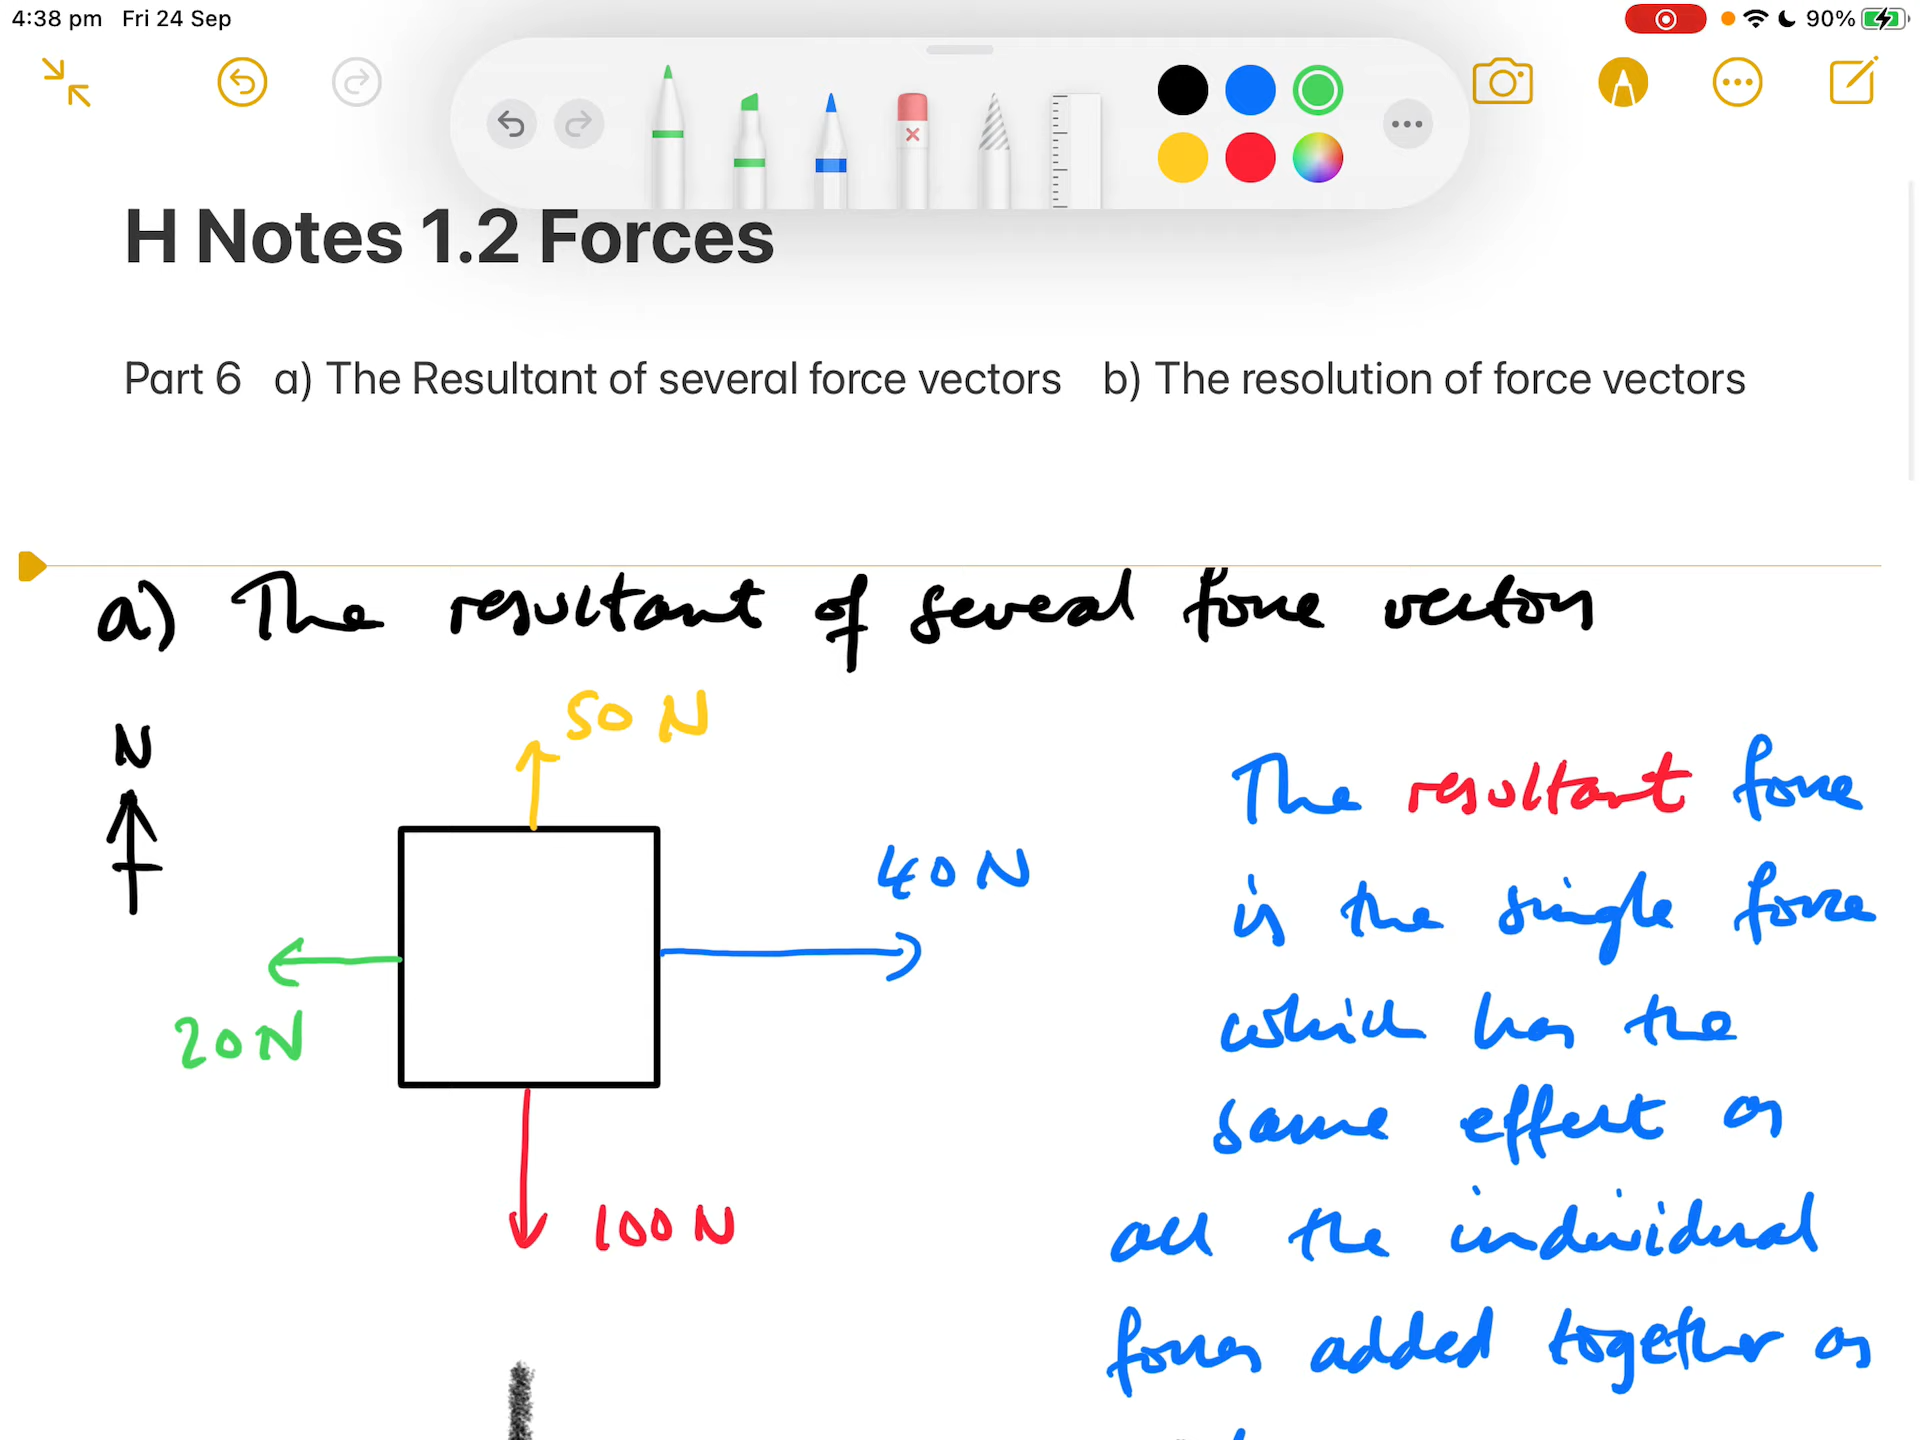 4:38 pm Fri 24 Sep 90%
H Notes 1.2 Forces
Part 6 a) The Resultant of several force vectors b) The resolution of force vectors
a) The resultant of several force vectors
50 N
N
The resultant force
40 N
is the single force
20 N
which has the
same effect as
100 N
all the individual
forces added together as